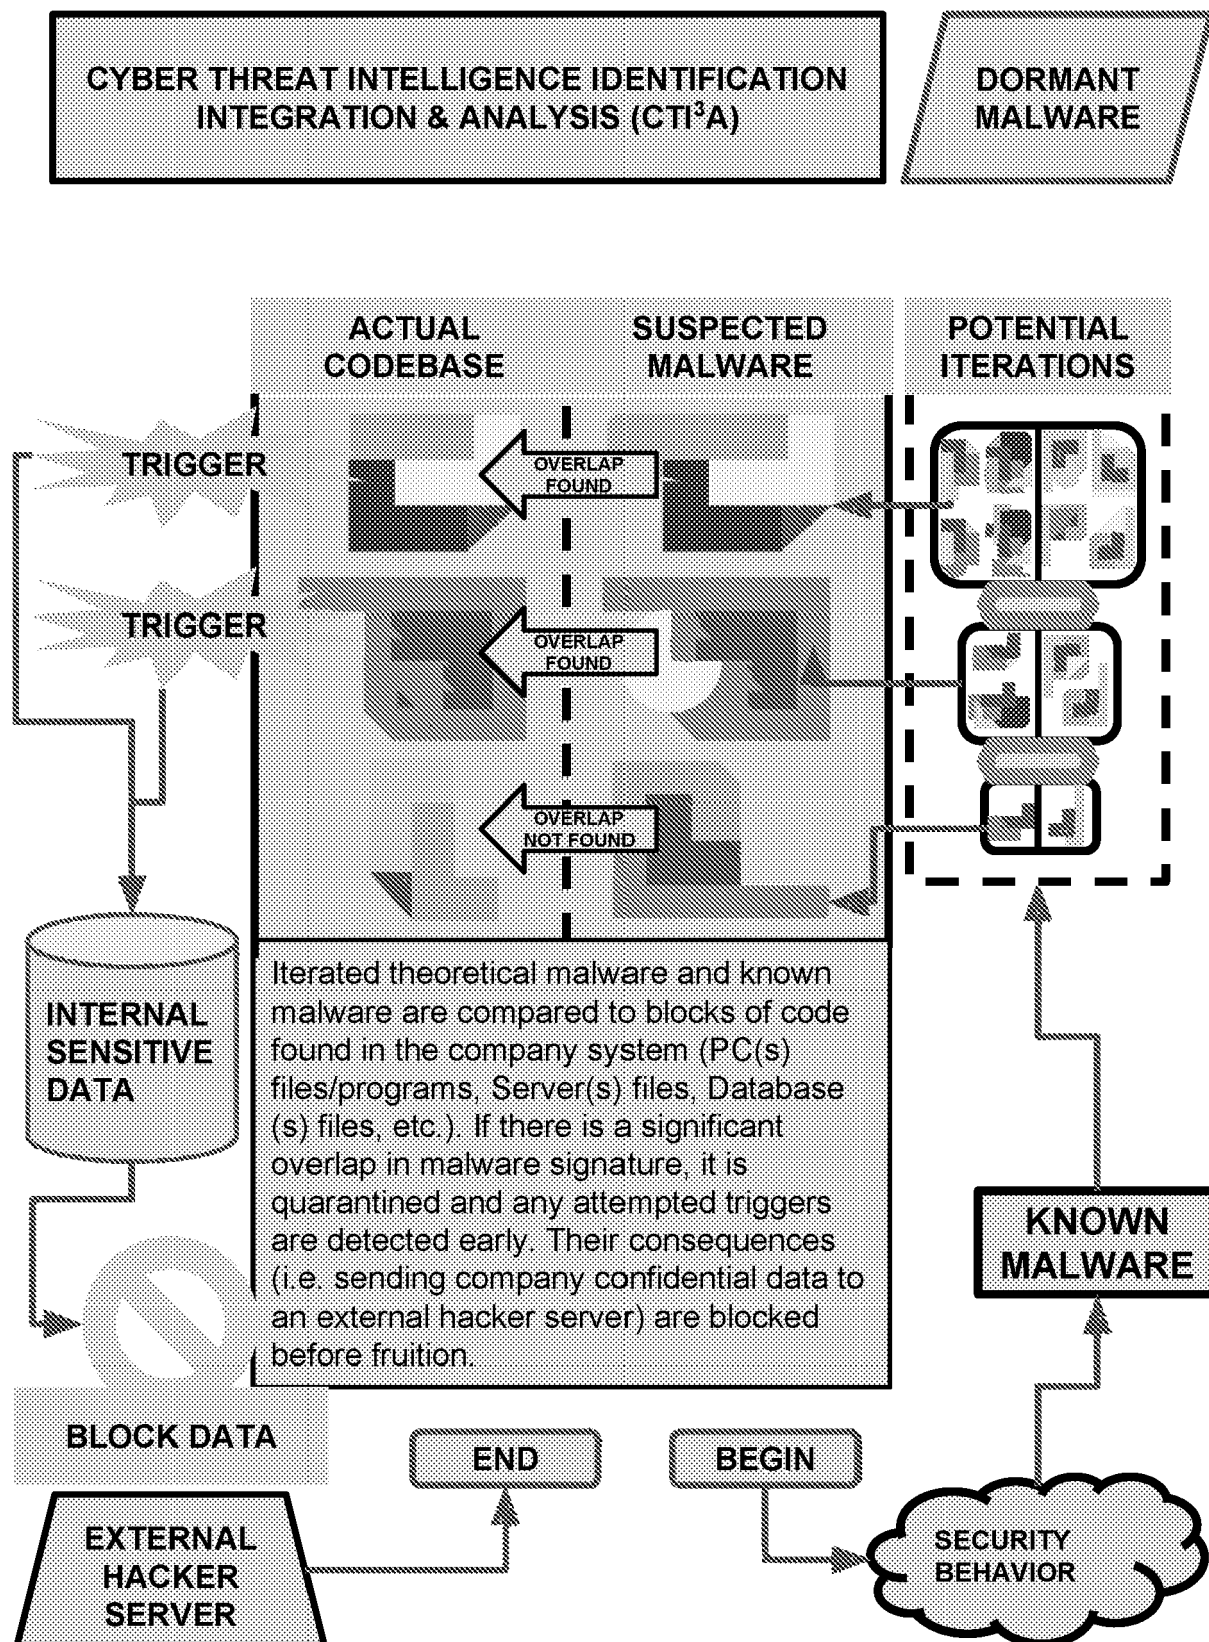 CYBER THREAT INTELLIGENCE IDENTIFICATION
INTEGRATION & ANALYSIS (CTI³A)
DORMANT
MALWARE
ACTUAL
CODEBASE
SUSPECTED
MALWARE
POTENTIAL
ITERATIONS
TRIGGER
OVERLAP
FOUND
TRIGGER
OVERLAP
FOUND
OVERLAP
NOT FOUND
INTERNAL
SENSITIVE
DATA
Iterated theoretical malware and known
malware are compared to blocks of code
found in the company system (PC(s)
files/programs, Server(s) files, Database
(s) files, etc.). If there is a significant
overlap in malware signature, it is
quarantined and any attempted triggers
are detected early. Their consequences
(i.e. sending company confidential data to
an external hacker server) are blocked
before fruition.
KNOWN
MALWARE
BLOCK DATA
END
BEGIN
EXTERNAL
HACKER
SERVER
SECURITY
BEHAVIOR